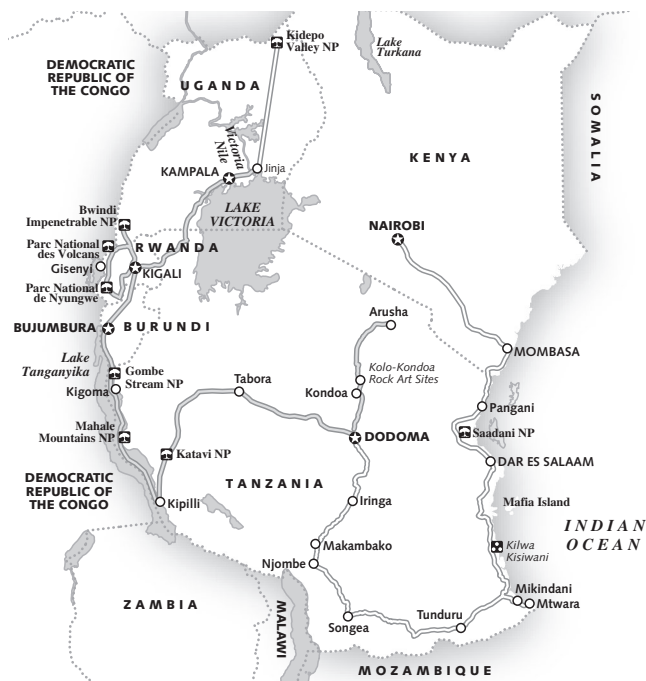 Kidepo
Valley NP
Lake
Turkana
DEMOCRATIC
REPUBLIC OF
THE CONGO
UGANDA
SOMALIA
Victoria
Nile
KENYA
KAMPALA
Jinja
LAKE
VICTORIA
Bwindi
Impenetrable NP
NAIROBI
Parc National
des Volcans
RWANDA
Gisenyi
KIGALI
Parc National
de Nyungwe
Arusha
BUJUMBURA
BURUNDI
MOMBASA
Lake
Tanganyika
Gombe
Stream NP
Kolo-Kondoa
Rock Art Sites
Tabora
Kigoma
Kondoa
Pangani
Mahale
Mountains NP
DODOMA
Saadani NP
Katavi NP
DAR ES SALAAM
DEMOCRATIC
REPUBLIC OF
THE CONGO
TANZANIA
Kipilli
Iringa
Mafia Island
INDIAN
OCEAN
Makambako
Kilwa
Kisiwani
Njombe
Mikindani
Mtwara
ZAMBIA
MALAWI
Songea
Tunduru
MOZAMBIQUE